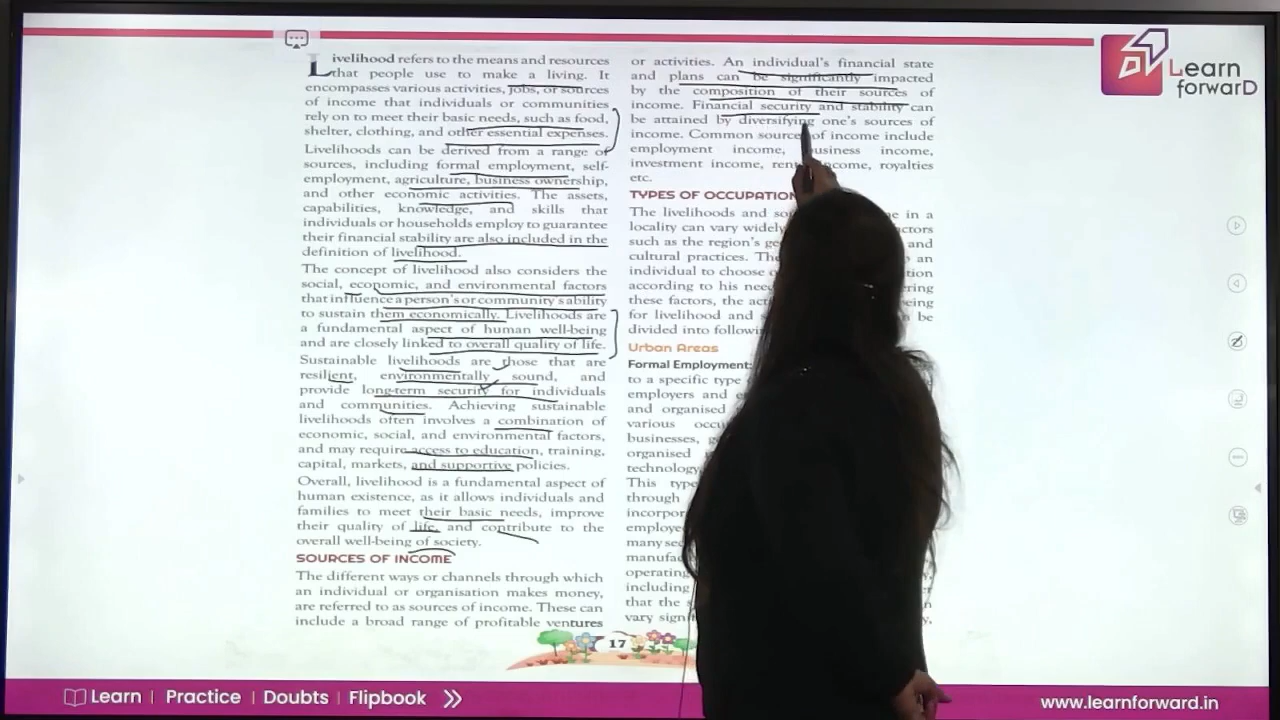 Livelihood refers to the means and resources
that people use to make a living. It
encompasses various activities, jobs, or sources
of income that individuals or communities
rely on to meet their basic needs, such as food,
shelter, clothing, and other essential expenses.
Livelihoods can be derived from a range of
sources, including formal employment, self-
employment, agriculture, business ownership,
and other economic activities. The assets,
capabilities, knowledge, and skills that
individuals or households employ to guarantee
their financial stability are also included in the
definition of livelihood.
The concept of livelihood also considers the
social, economic, and environmental factors
that influence a person's or community's ability
to sustain them economically. Livelihoods are
a fundamental aspect of human well-being
and are closely linked to overall quality of life.
Sustainable livelihoods are those that are
resilient, environmentally sound, and
provide long-term security for individuals
and communities. Achieving sustainable
livelihoods often involves a combination of
economic, social, and environmental factors,
and may require access to education, training,
capital, markets, and supportive policies.
Overall, livelihood is a fundamental aspect of
human existence, as it allows individuals and
families to meet their basic needs, improve
their quality of life, and contribute to the
overall well-being of society.
SOURCES OF INCOME
The different ways or channels through which
an individual or organisation makes money,
are referred to as sources of income. These can
include a broad range of profitable ventures
or activities. An individual's financial state
and plans can be significantly impacted
by the composition of their sources of
income. Financial security and stability can
be attained by diversifying one's sources of
income. Common sources of income include
employment income, business income,
investment income, income, royalties
etc.
TYPES OF OCCUPATION
The livelihoods and in a
locality can vary widely
such as the region's and
cultural practices. an
individual to choose
according to his
these factors, the
for livelihood and be
divided into
Urban Areas
Formal Employment:
to a specific type
employers and
and organised
various
businesses,
organised
technology
This
through
many
operating
including
that the
vary
17
Learn
forwarD
Learn | Practice | Doubts | Flipbook
www.learnforward.in